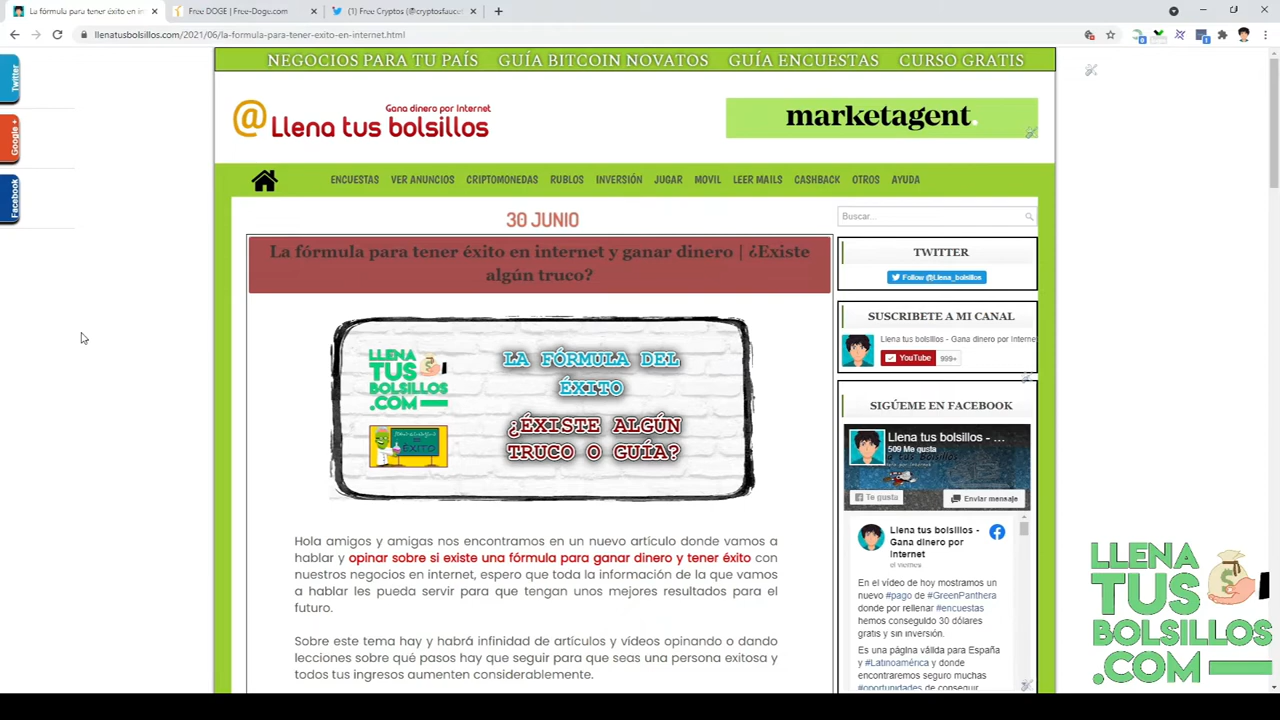 La fórmula para tener éxito en in
Free DOGE | Free-Doge.com
(1) Free Cryptos (@cryptosfauce
llenatusbolsillos.com/2021/06/la-formula-para-tener-exito-en-internet.html
NEGOCIOS PARA TU PAÍS GUÍA BITCOIN NOVATOS GUÍA ENCUESTAS CURSO GRATIS
Twitter
Google +
Facebook
Gana dinero por Internet
@Llena tus bolsillos
marketagent.
ENCUESTAS VER ANUNCIOS CRIPTOMONEDAS RUBLOS INVERSIÓN JUGAR MOVIL LEER MAILS CASHBACK OTROS AYUDA
30 JUNIO
La fórmula para tener éxito en internet y ganar dinero | ¿Existe
algún truco?
LLENA
TUS
BOLSILLOS
.COM
ÉXITO
LA FÓRMULA DEL
ÉXITO
¿ÉXISTE ALGÚN
TRUCO O GUÍA?
Hola amigos y amigas nos encontramos en un nuevo artículo donde vamos a
hablar y opinar sobre si existe una fórmula para ganar dinero y tener éxito con
nuestros negocios en internet, espero que toda la información de la que vamos
a hablar les pueda servir para que tengan unos mejores resultados para el
futuro.
Sobre este tema hay y habrá infinidad de artículos y vídeos opinando o dando
lecciones sobre qué pasos hay que seguir para que seas una persona exitosa y
todos tus ingresos aumenten considerablemente.
Buscar...
TWITTER
Follow @Llena_bolsillos
SUSCRIBETE A MI CANAL
Llena tus bolsillos - Gana dinero por Interne
YouTube 999+
SIGÚEME EN FACEBOOK
Llena tus bolsillos - ...
509 Me gusta
Te gusta
Enviar mensaje
Llena tus bolsillos -
Gana dinero por
Internet
el viernes
En el vídeo de hoy mostramos un
nuevo #pago de #GreenPanthera
donde por rellenar #encuestas
hemos conseguido 30 dólares
gratis y sin inversión.
Es una página válida para España
y #Latinoamérica y donde
encontraremos seguro muchas
#oportunidades de conseguir
LLENA
TUS
BOLSILLOS
.COM